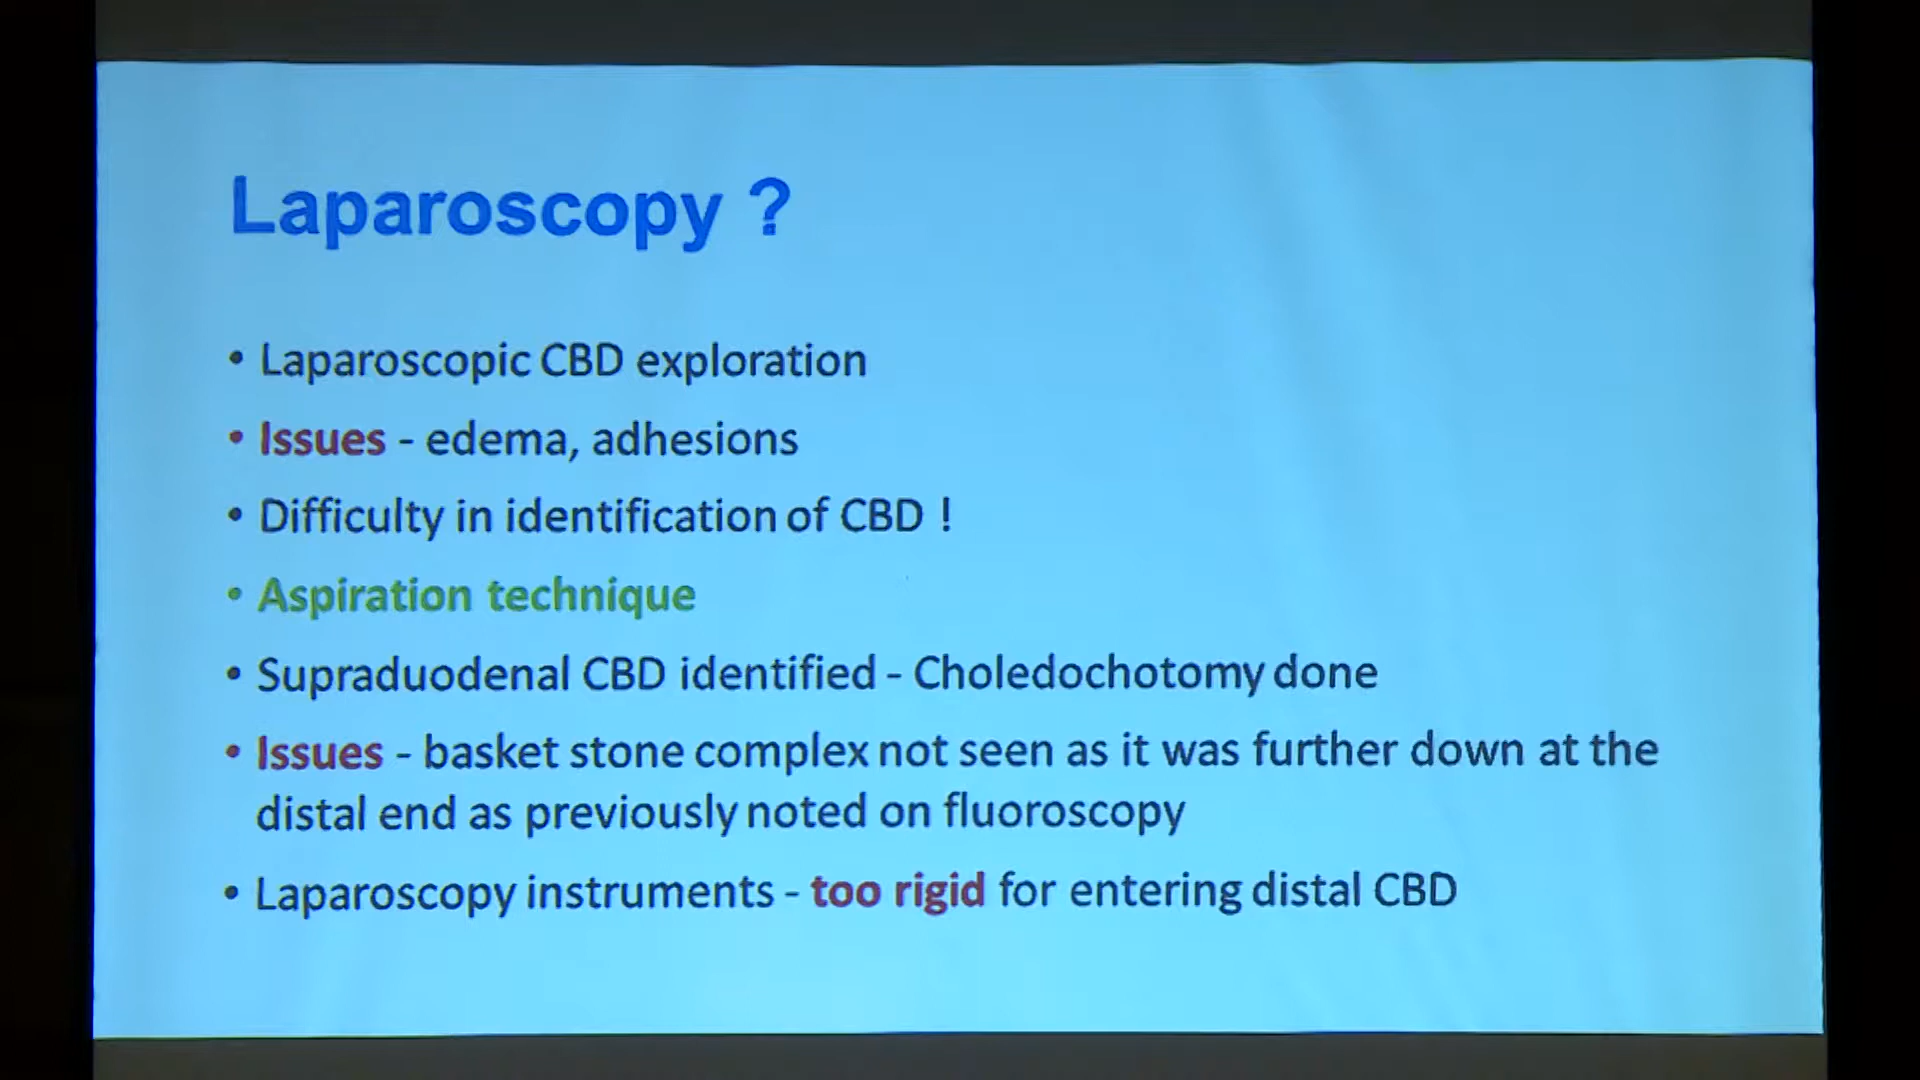 Laparoscopy ?
• Laparoscopic CBD exploration
• Issues - edema, adhesions
• Difficulty in identification of CBD !
• Aspiration technique
• Supraduodenal CBD identified - Choledochotomy done
• Issues - basket stone complex not seen as it was further down at the
distal end as previously noted on fluoroscopy
• Laparoscopy instruments - too rigid for entering distal CBD